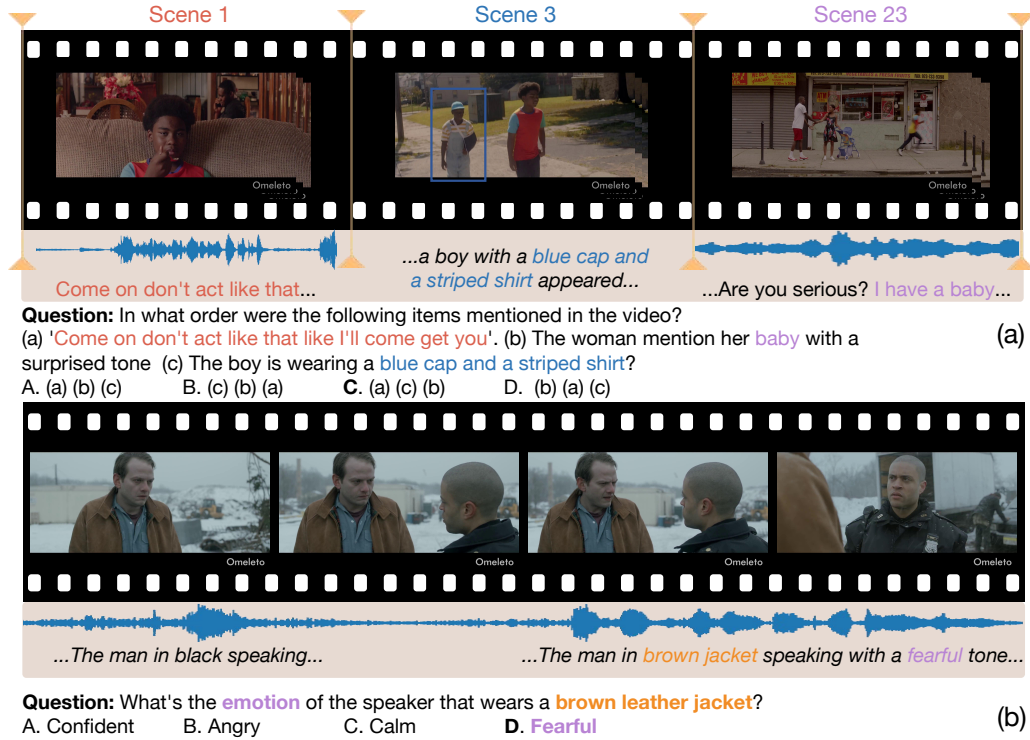 Scene 1 Scene 3 Scene 23
Omeleto Omeleto Omeleto
...a boy with a blue cap and
a striped shirt appeared...
Come on don't act like that... ...Are you serious? I have a baby...
Question: In what order were the following items mentioned in the video?
(a)
(a) 'Come on don't act like that like I'll come get you'. (b) The woman mention her baby with a
surprised tone (c) The boy is wearing a blue cap and a striped shirt?
A. (a) (b) (c) B. (c) (b) (a) C. (a) (c) (b) D. (b) (a) (c)
Omeleto Omeleto Omeleto Omeleto
...The man in black speaking... ...The man in brown jacket speaking with a fearful tone...
Question: What's the emotion of the speaker that wears a brown leather jacket?
(b)
A. Confident B. Angry C. Calm D. Fearful